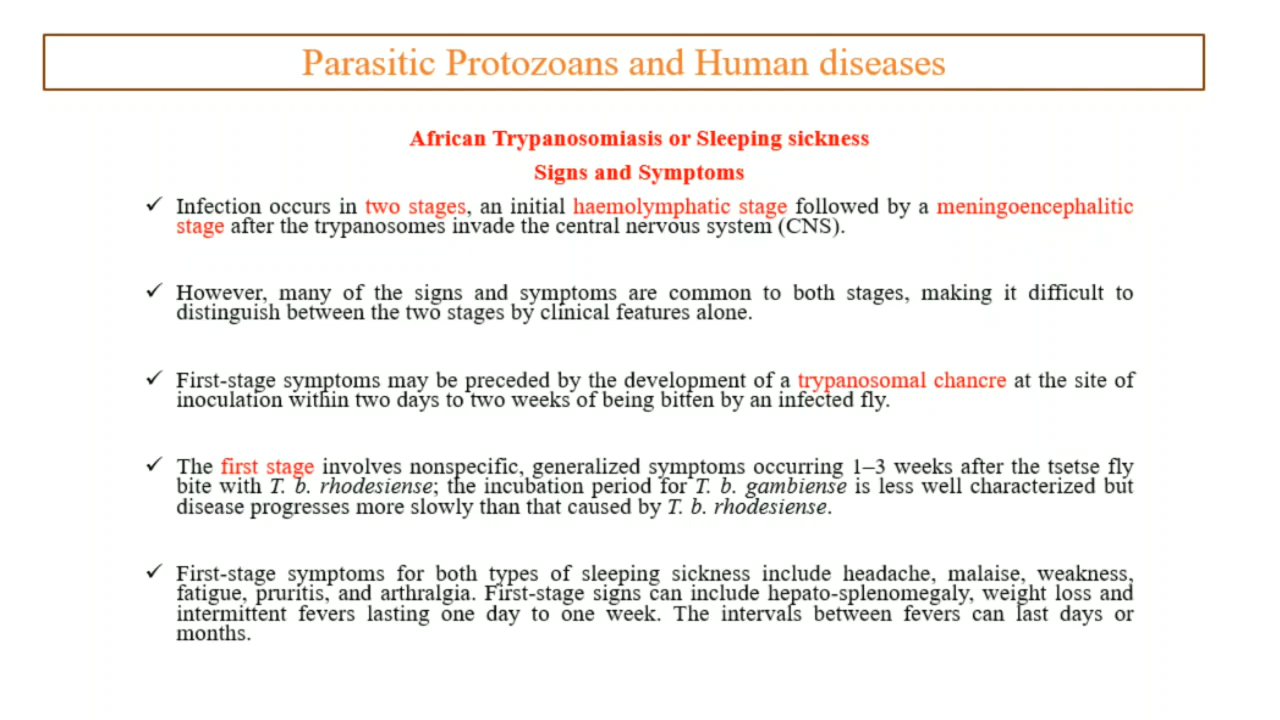 Parasitic Protozoans and Human diseases
African Trypanosomiasis or Sleeping sickness
Signs and Symptoms
✓ Infection occurs in two stages, an initial haemolymphatic stage followed by a meningoencephalitic
stage after the trypanosomes invade the central nervous system (CNS).
✓ However, many of the signs and symptoms are common to both stages, making it difficult to
distinguish between the two stages by clinical features alone.
✓ First-stage symptoms may be preceded by the development of a trypanosomal chancre at the site of
inoculation within two days to two weeks of being bitten by an infected fly.
✓ The first stage involves nonspecific, generalized symptoms occurring 1–3 weeks after the tsetse fly
bite with T. b. rhodesiense; the incubation period for T. b. gambiense is less well characterized but
disease progresses more slowly than that caused by T. b. rhodesiense.
✓ First-stage symptoms for both types of sleeping sickness include headache, malaise, weakness,
fatigue, pruritis, and arthralgia. First-stage signs can include hepato-splenomegaly, weight loss and
intermittent fevers lasting one day to one week. The intervals between fevers can last days or
months.